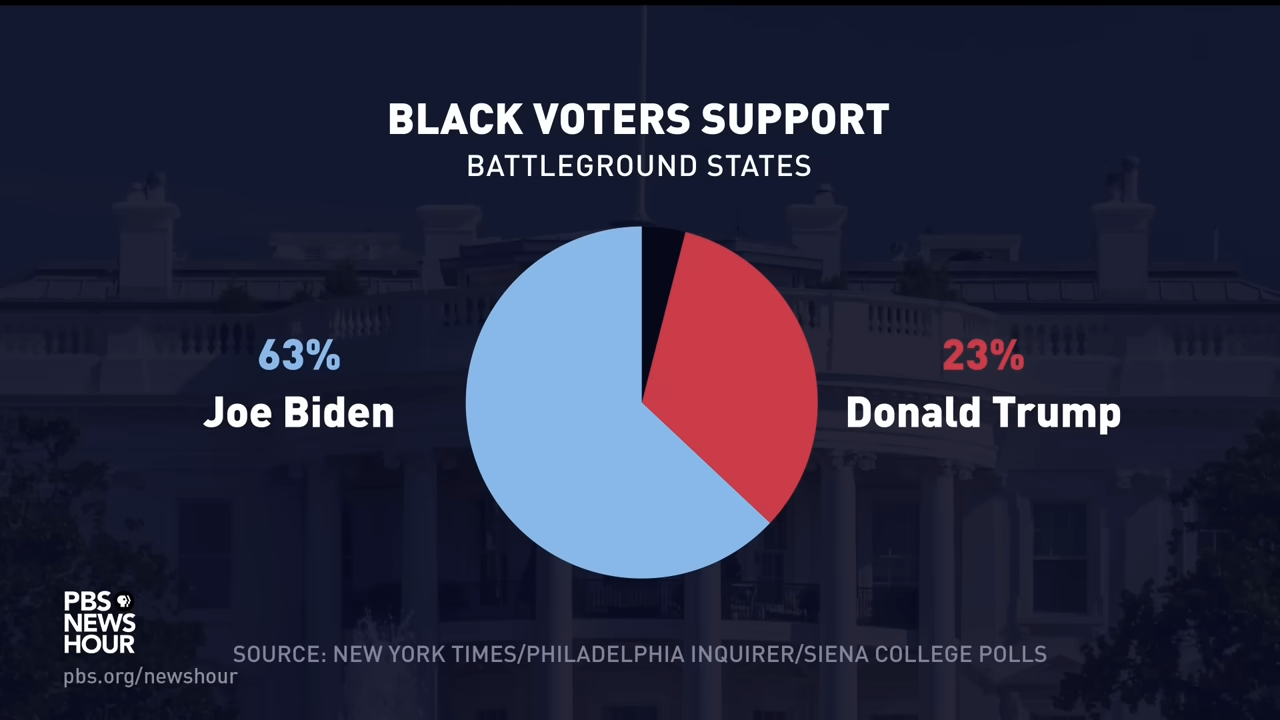 BLACK VOTERS SUPPORT
BATTLEGROUND STATES
63%
Joe Biden
23%
Donald Trump
PBS
NEWS
HOUR
SOURCE: NEW YORK TIMES/PHILADELPHIA INQUIRER/SIENA COLLEGE POLLS
pbs.org/newshour